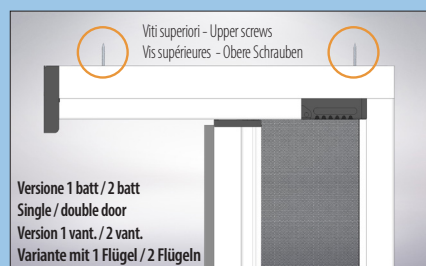 Viti superiori - Upper screws
Vis supérieures - Obere Schrauben
Versione 1 batt / 2 batt
Single / double door
Version 1 vant. / 2 vant.
Variante mit 1 Flügel / 2 Flügeln